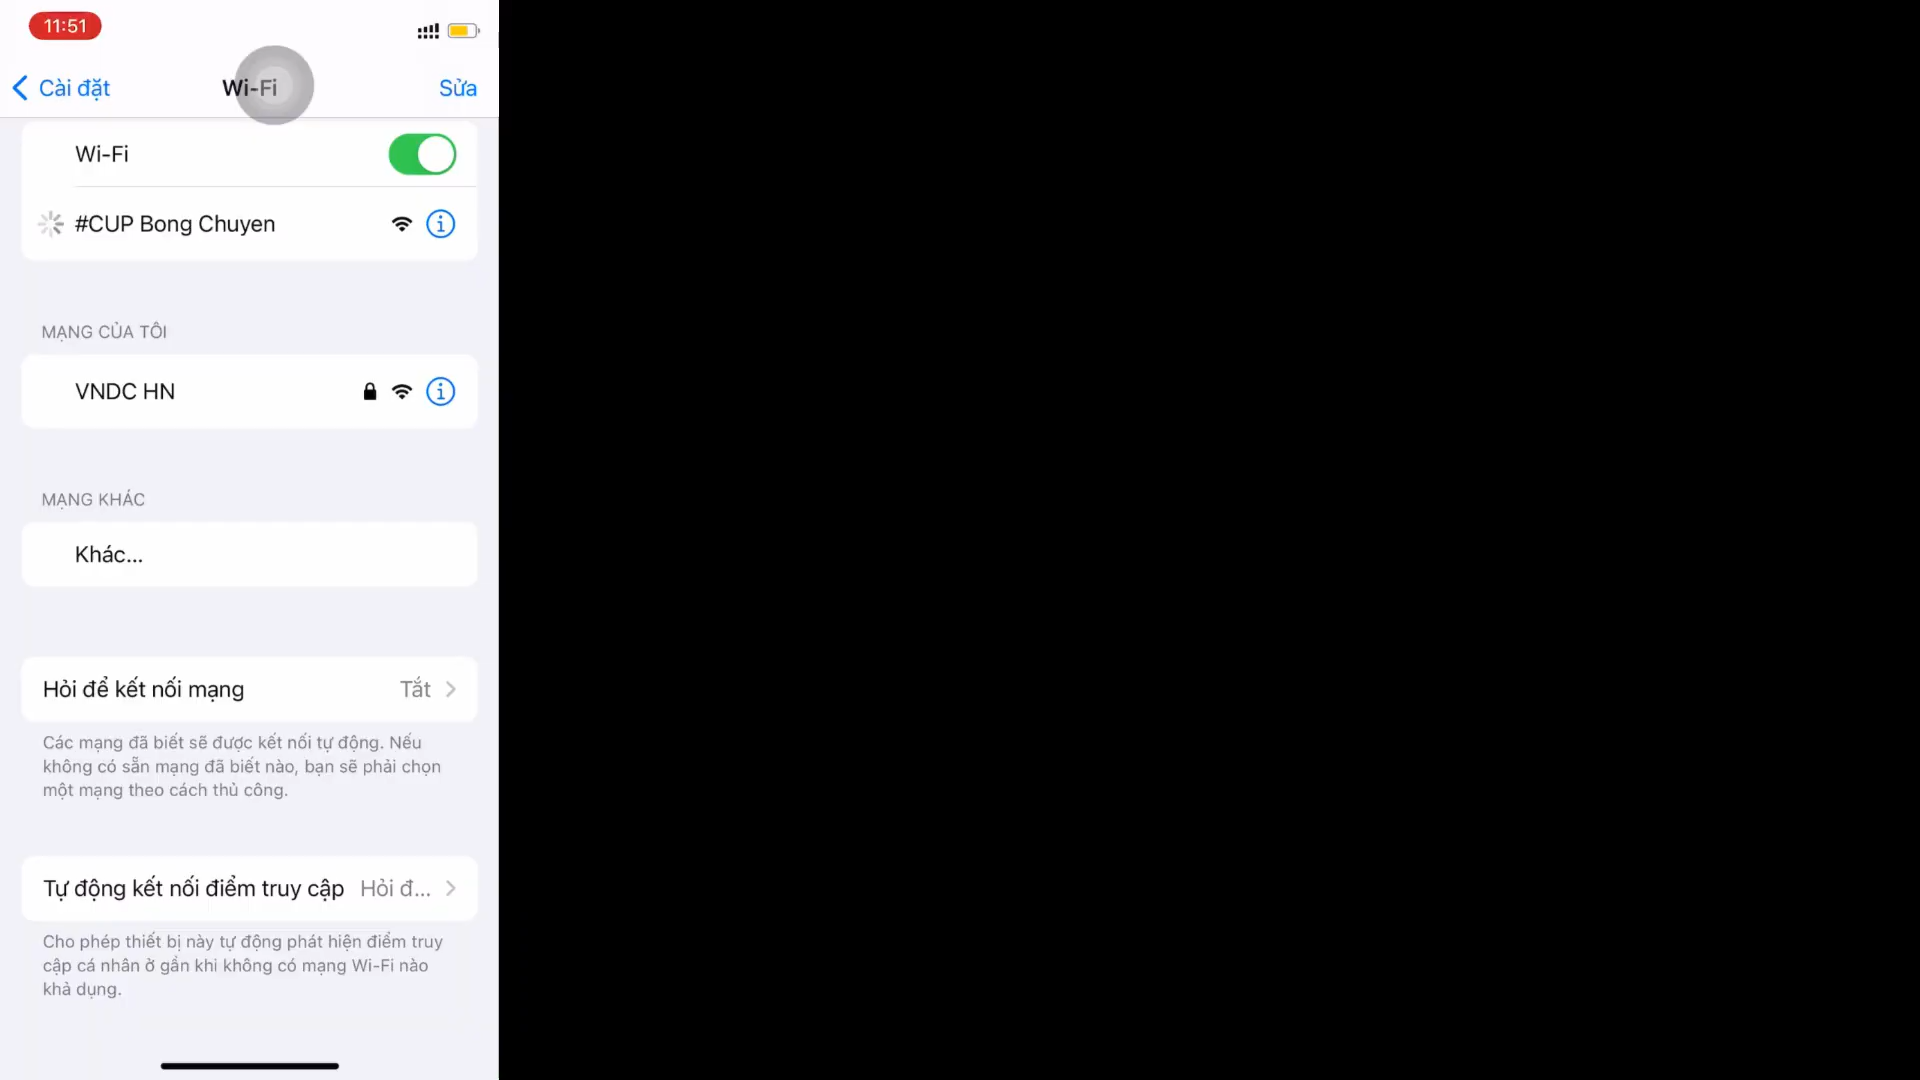 11:51
Cài đặt
Wi-Fi
Sửa
Wi-Fi
#CUP Bong Chuyen
MẠNG CỦA TÔI
VNDC HN
MẠNG KHÁC
Khác...
Hỏi để kết nối mạng Tắt
Các mạng đã biết sẽ được kết nối tự động. Nếu
không có sẵn mạng đã biết nào, bạn sẽ phải chọn
một mạng theo cách thủ công.
Tự động kết nối điểm truy cập Hỏi đ...
Cho phép thiết bị này tự động phát hiện điểm truy
cập cá nhân ở gần khi không có mạng Wi-Fi nào
khả dụng.